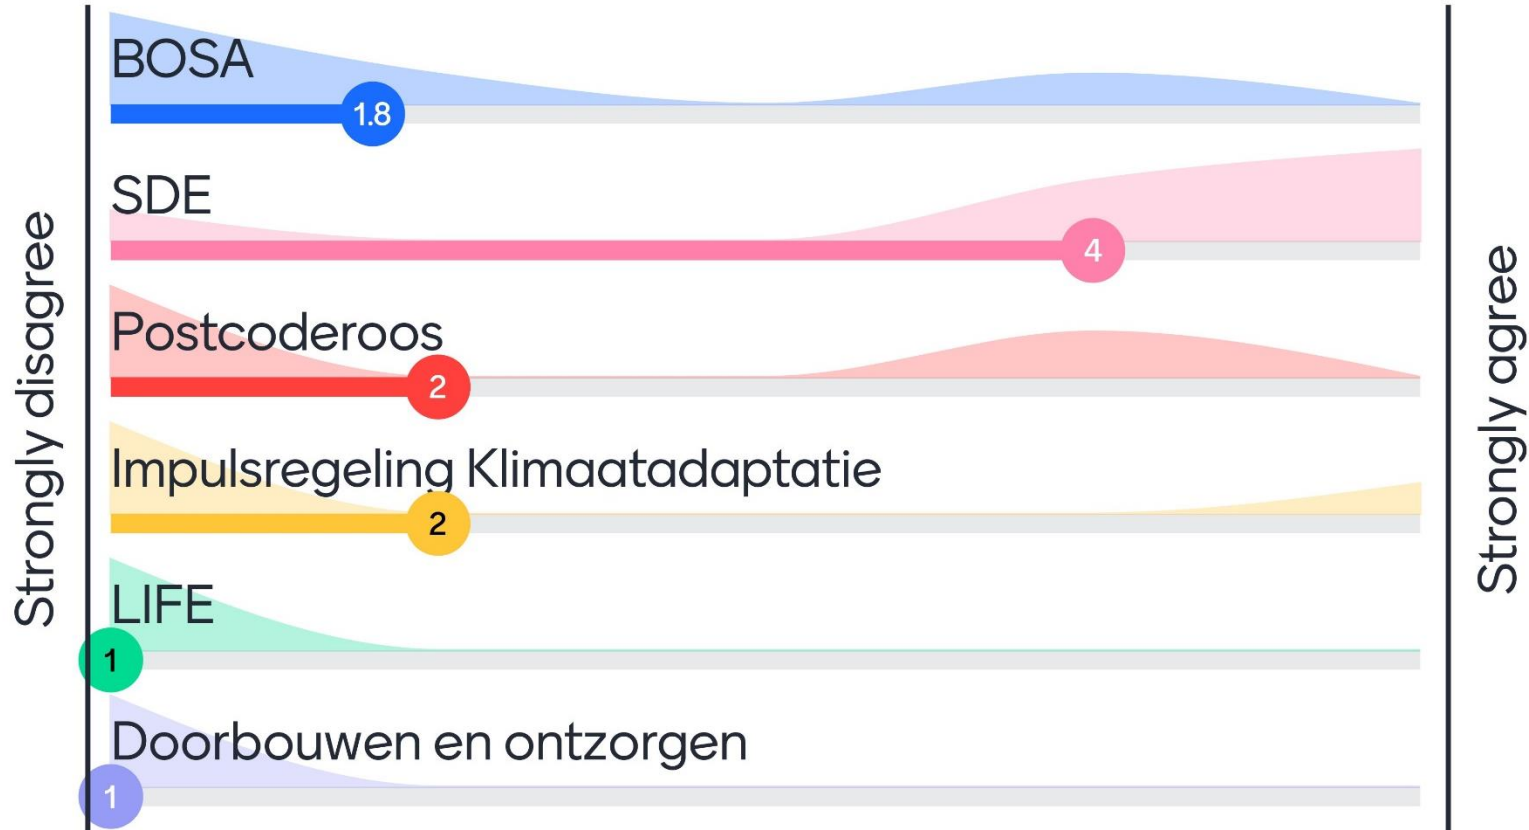 Strongly disagree
BOSA
1.8
SDE
4
Postcoderoos
2
Impulsregeling Klimaatadaptatie
2
LIFE
1
Doorbouwen en ontzorgen
1
Strongly agree